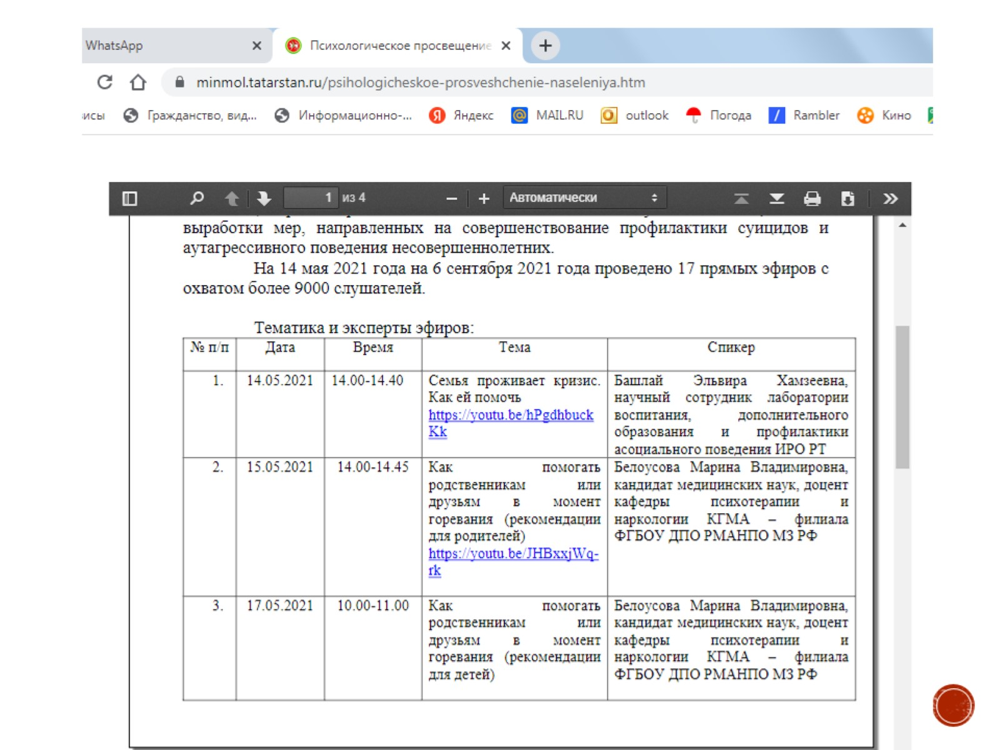 WhatsApp
Психологическое просвещение
minmol.tatarstan.ru/psihologicheskoe-prosveshchenie-naseleniya.htm
исы Гражданство, вид... Информационно-... Яндекс MAIL.RU outlook Погода Rambler Кино
1 из 4 Автоматически
выработки мер, направленных на совершенствование профилактики суицидов и
аутагрессивного поведения несовершеннолетних.
На 14 мая 2021 года на 6 сентября 2021 года проведено 17 прямых эфиров с
охватом более 9000 слушателей.
Тематика и эксперты эфиров:
№ п/п Дата Время Тема Спикер
1. 14.05.2021 14.00-14.40
Семья проживает кризис.
Как ей помочь
https://youtu.be/hPgdhbuck
Kk
Башлай Эльвира Хамзеевна,
научный сотрудник лаборатории
воспитания, дополнительного
образования и профилактики
асоциального поведения ИРО РТ
2. 15.05.2021 14.00-14.45
Как помогать
родственникам или
друзьям в момент
горевания (рекомендации
для родителей)
https://youtu.be/JHBxxjWq-
rk
Белоусова Марина Владимировна,
кандидат медицинских наук, доцент
кафедры психотерапии и
наркологии КГМА – филиала
ФГБОУ ДПО РМАНПО МЗ РФ
3. 17.05.2021 10.00-11.00
Как помогать
родственникам или
друзьям в момент
горевания (рекомендации
для детей)
Белоусова Марина Владимировна,
кандидат медицинских наук, доцент
кафедры психотерапии и
наркологии КГМА – филиала
ФГБОУ ДПО РМАНПО МЗ РФ